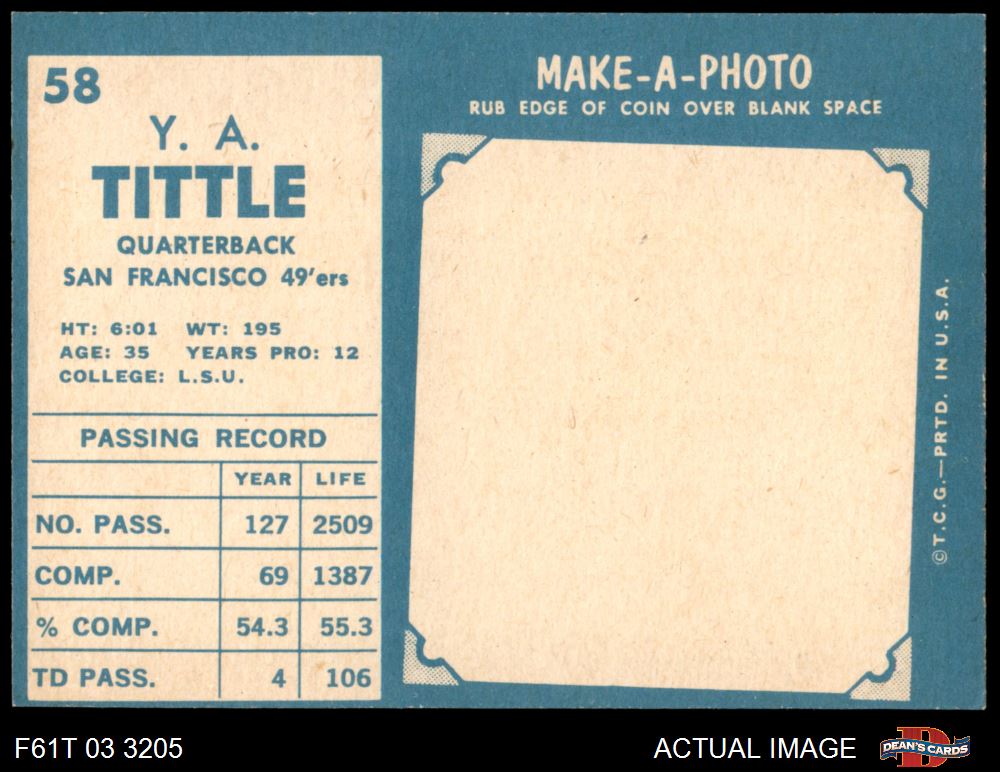 58
Y. A.
TITTLE
QUARTERBACK
SAN FRANCISCO 49'ers
HT: 6:01 WT: 195
AGE: 35 YEARS PRO: 12
COLLEGE: L.S.U.
PASSING RECORD
YEAR LIFE
NO. PASS. 127 2509
COMP. 69 1387
% COMP. 54.3 55.3
TD PASS. 4 106
MAKE-A-PHOTO
RUB EDGE OF COIN OVER BLANK SPACE
©T.C.G.—PRTD. IN U.S.A.
F61T 03 3205
ACTUAL IMAGE
D
DEAN'S CARDS